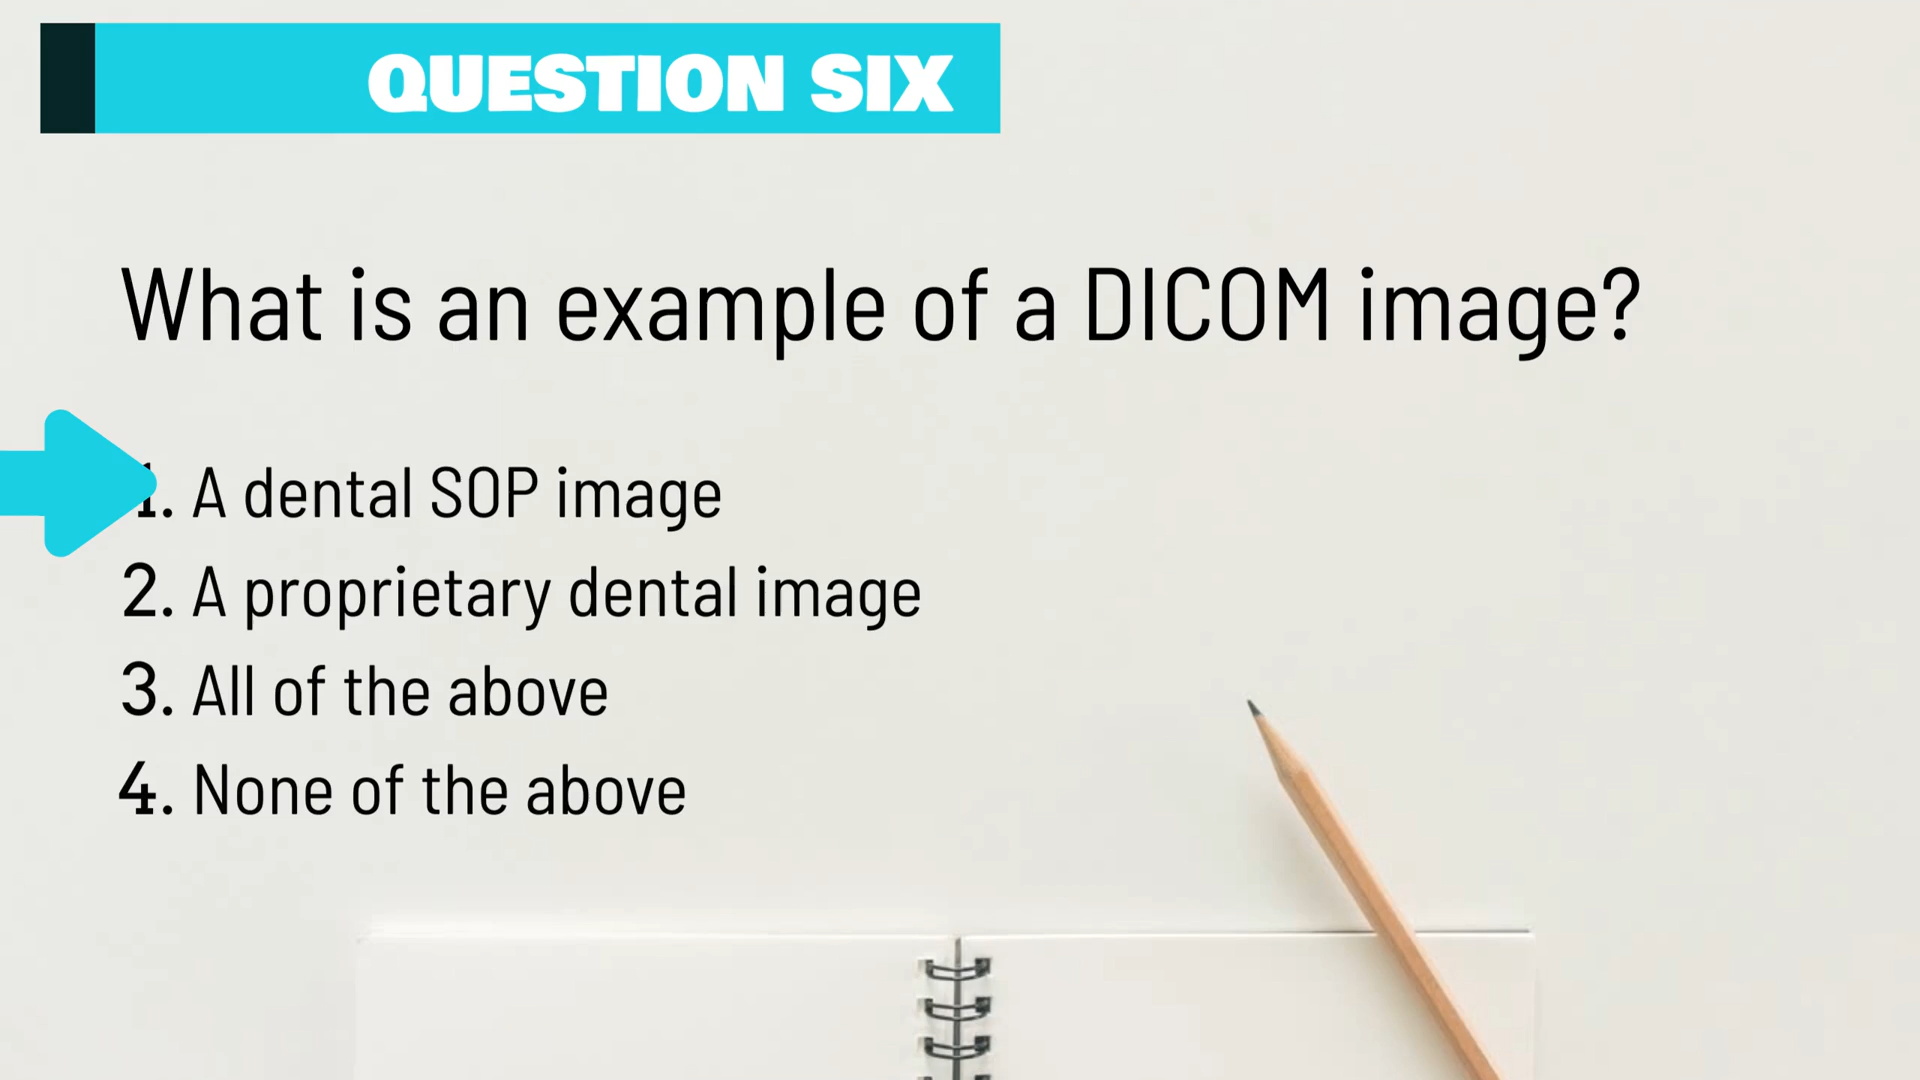 QUESTION SIX
What is an example of a DICOM image?
1. A dental SOP image
2. A proprietary dental image
3. All of the above
4. None of the above